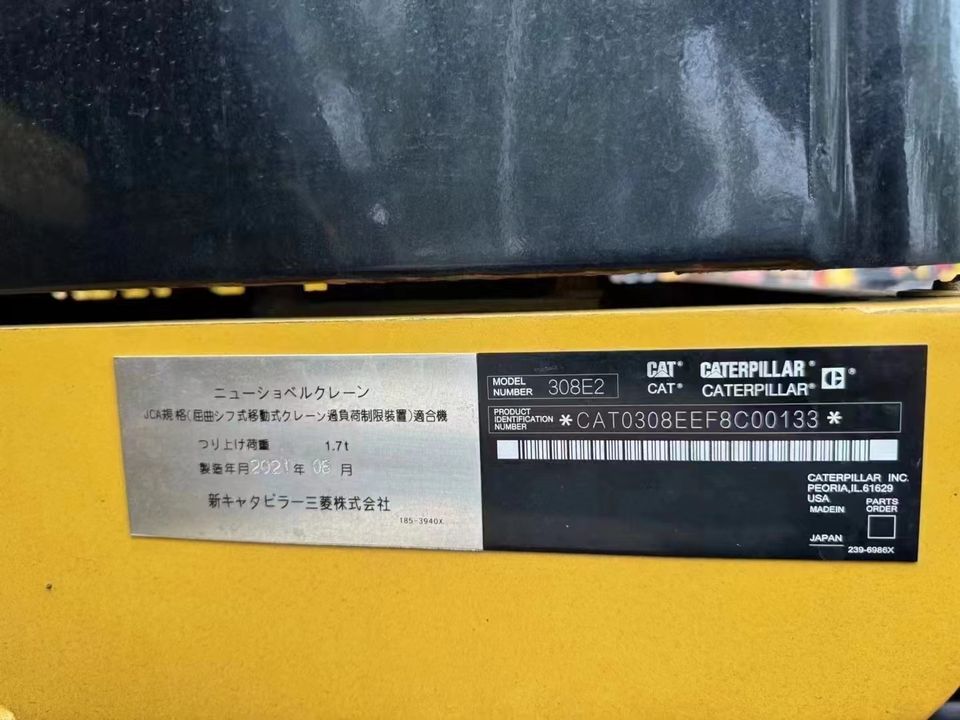 ニューショベルクレーン
JCA規格(屈曲シフ式移動式クレーン過負荷制限装置)適合機
つり上げ荷重 1.7t
製造年月2021年06月
新キャタピラー三菱株式会社
185-3940X
CAT® CATERPILLAR®
CAT® CATERPILLAR® C®
MODEL NUMBER 308E2
PRODUCT IDENTIFICATION NUMBER *CAT0308EEF8C00133*
CATERPILLAR INC.
PEORIA,IL.61629
USA
MADEIN
PARTS ORDER
JAPAN
239-6986X